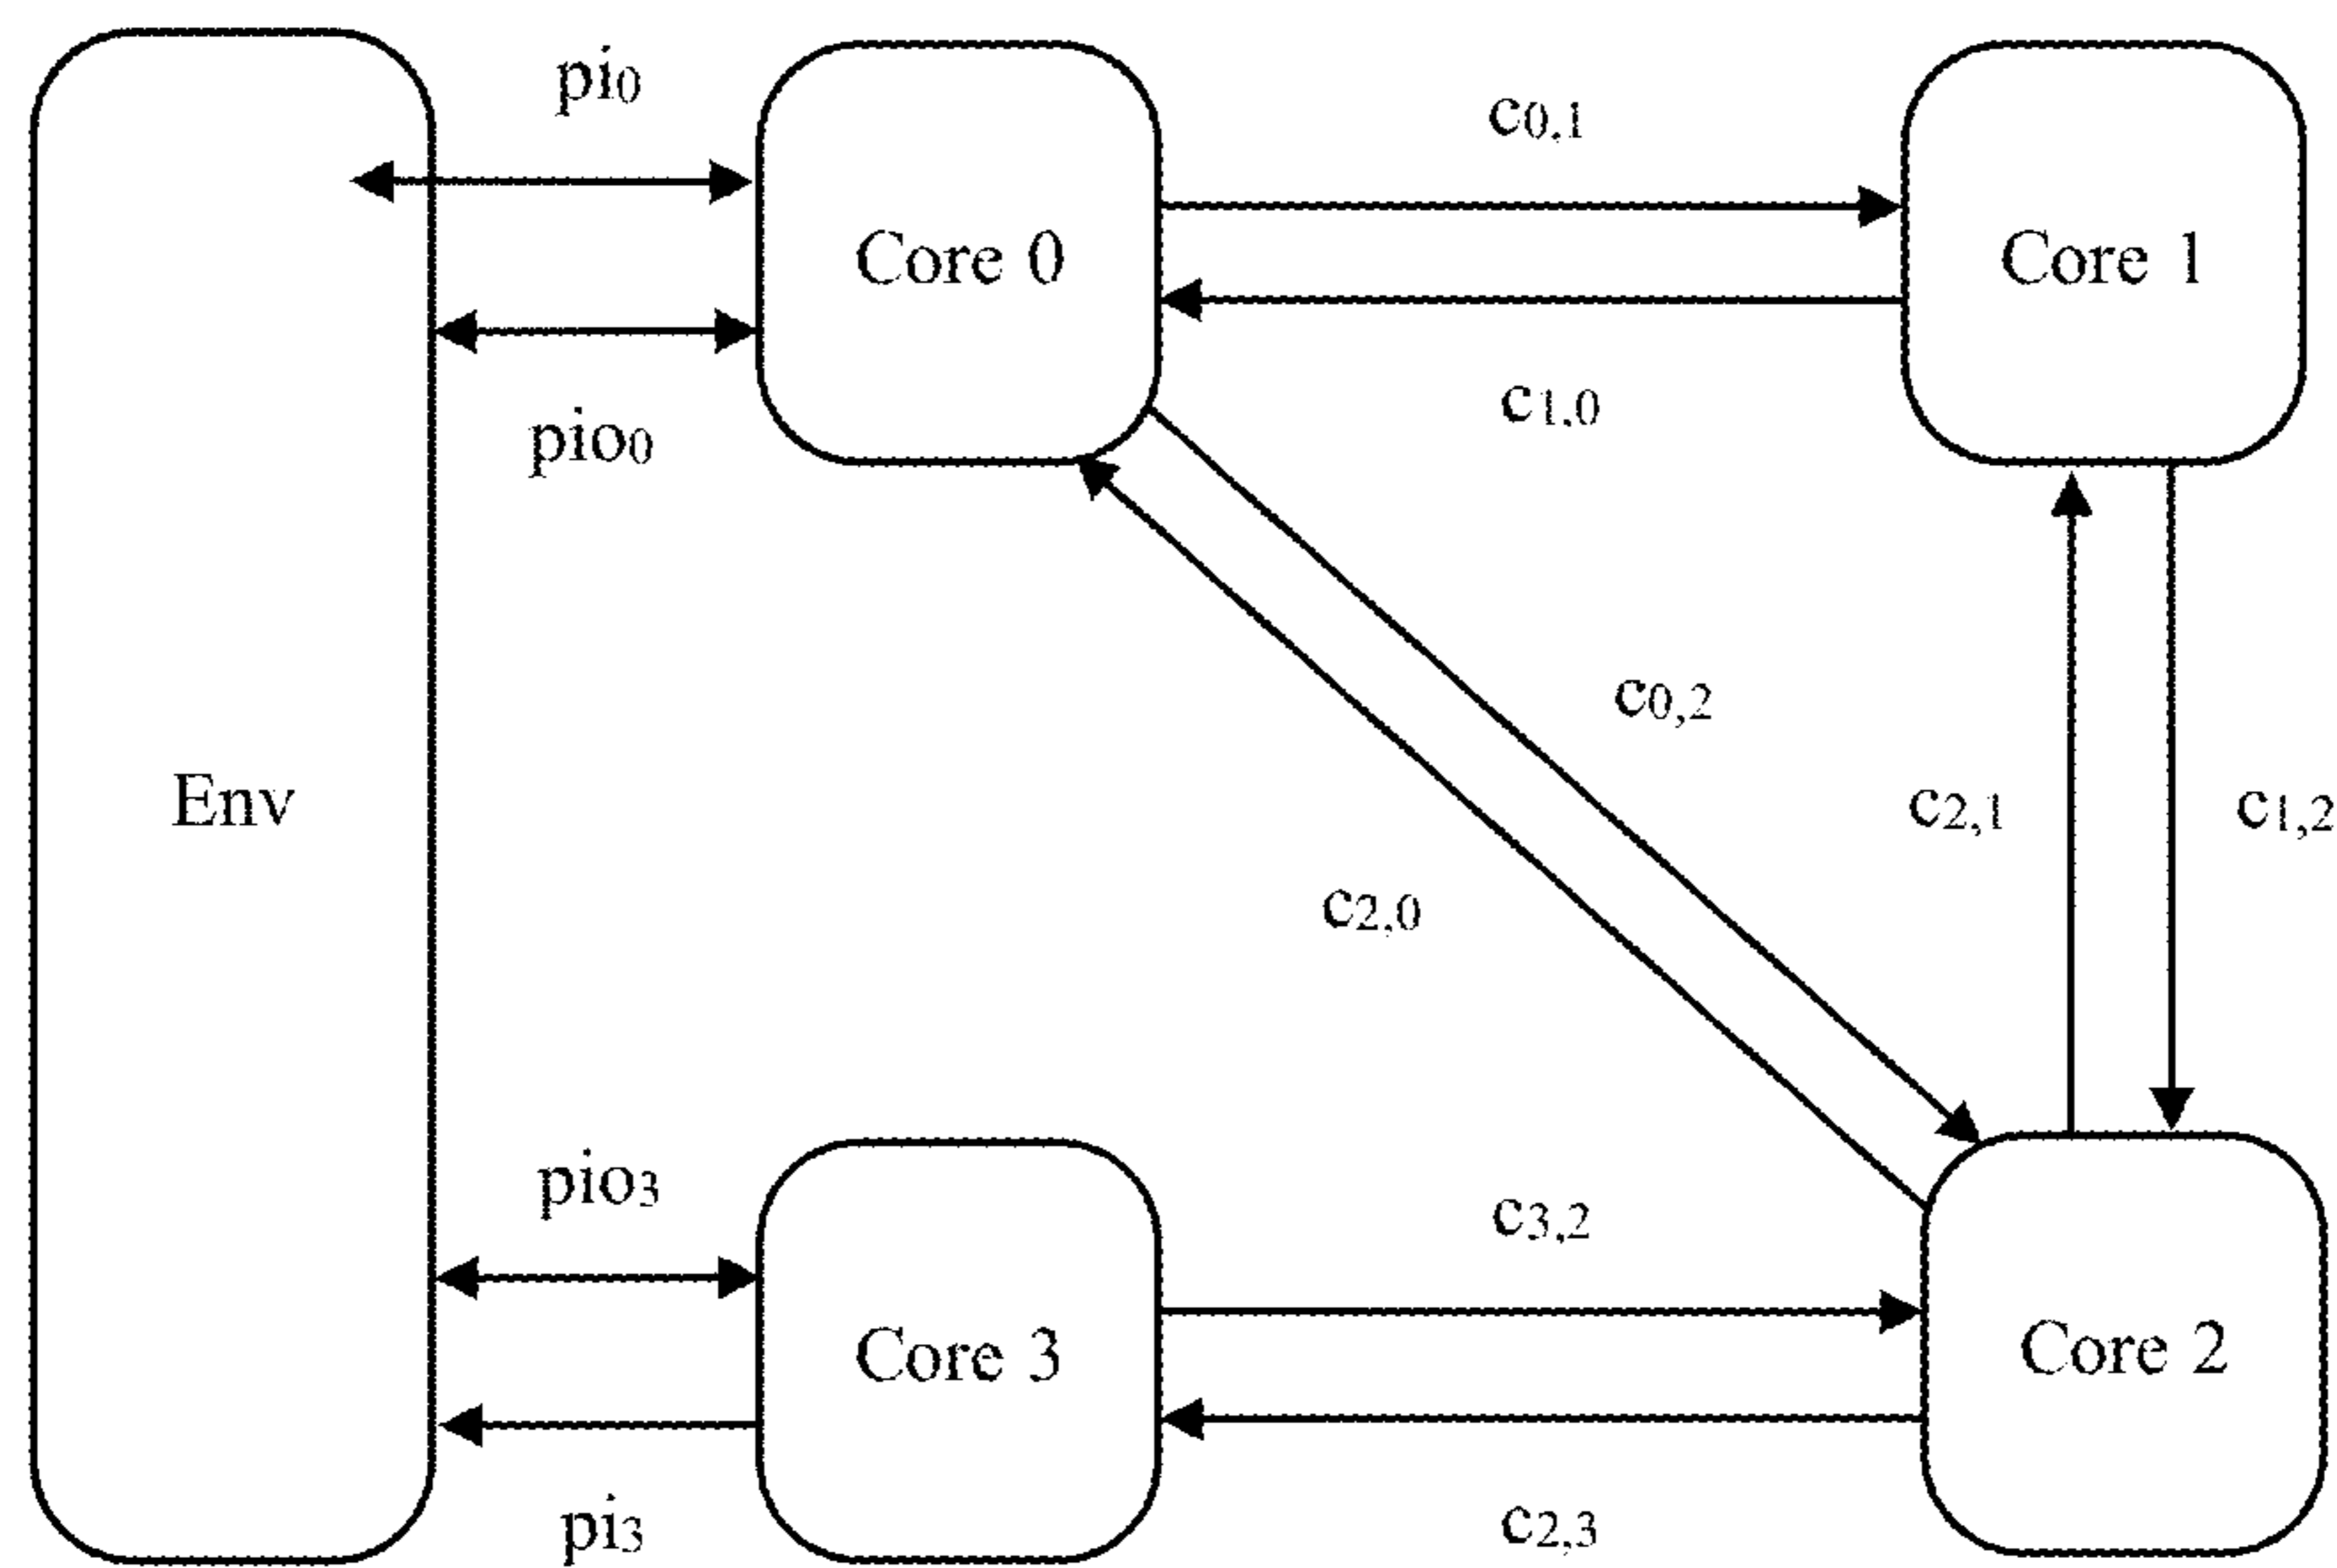 pi0
c0,1
Core 0
Core 1
c1,0
pio0
c0,2
Env
c2,1
c1,2
c2,0
pio3
c3,2
Core 3
Core 2
pi3
c2,3